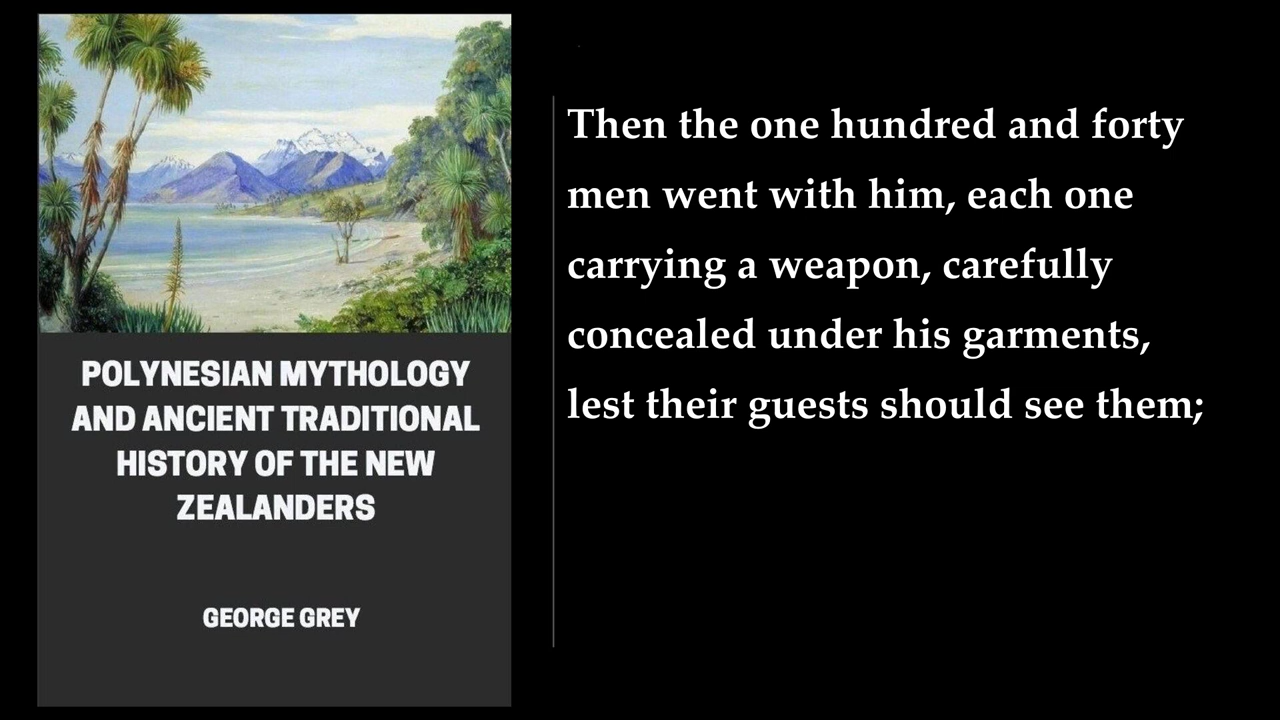 POLYNESIAN MYTHOLOGY
AND ANCIENT TRADITIONAL
HISTORY OF THE NEW
ZEALANDERS
GEORGE GREY
Then the one hundred and forty
men went with him, each one
carrying a weapon, carefully
concealed under his garments,
lest their guests should see them;